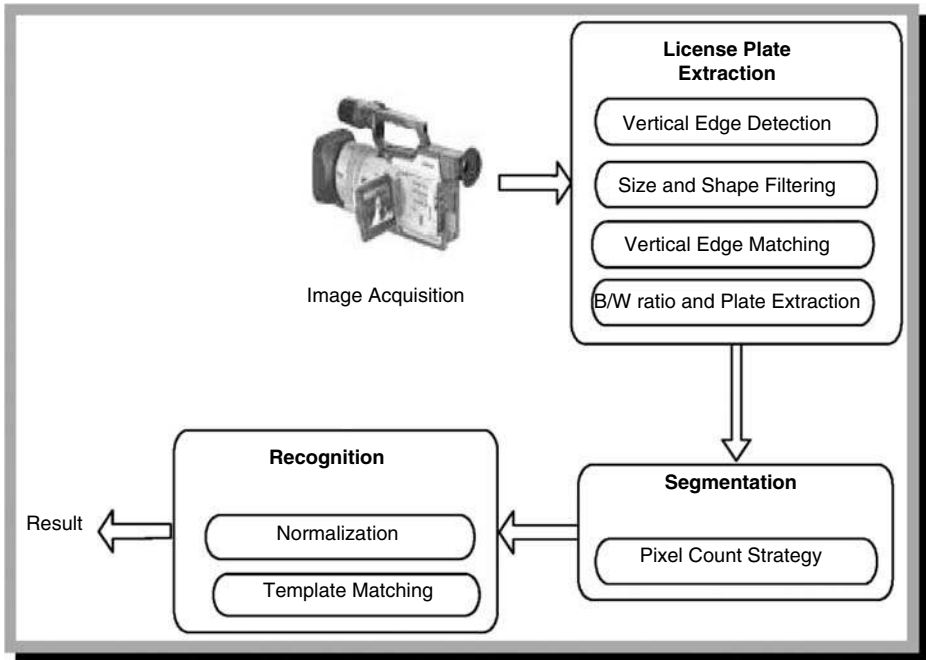 License Plate
Extraction
Vertical Edge Detection
Size and Shape Filtering
Vertical Edge Matching
B/W ratio and Plate Extraction
Image Acquisition
Segmentation
Pixel Count Strategy
Recognition
Normalization
Template Matching
Result